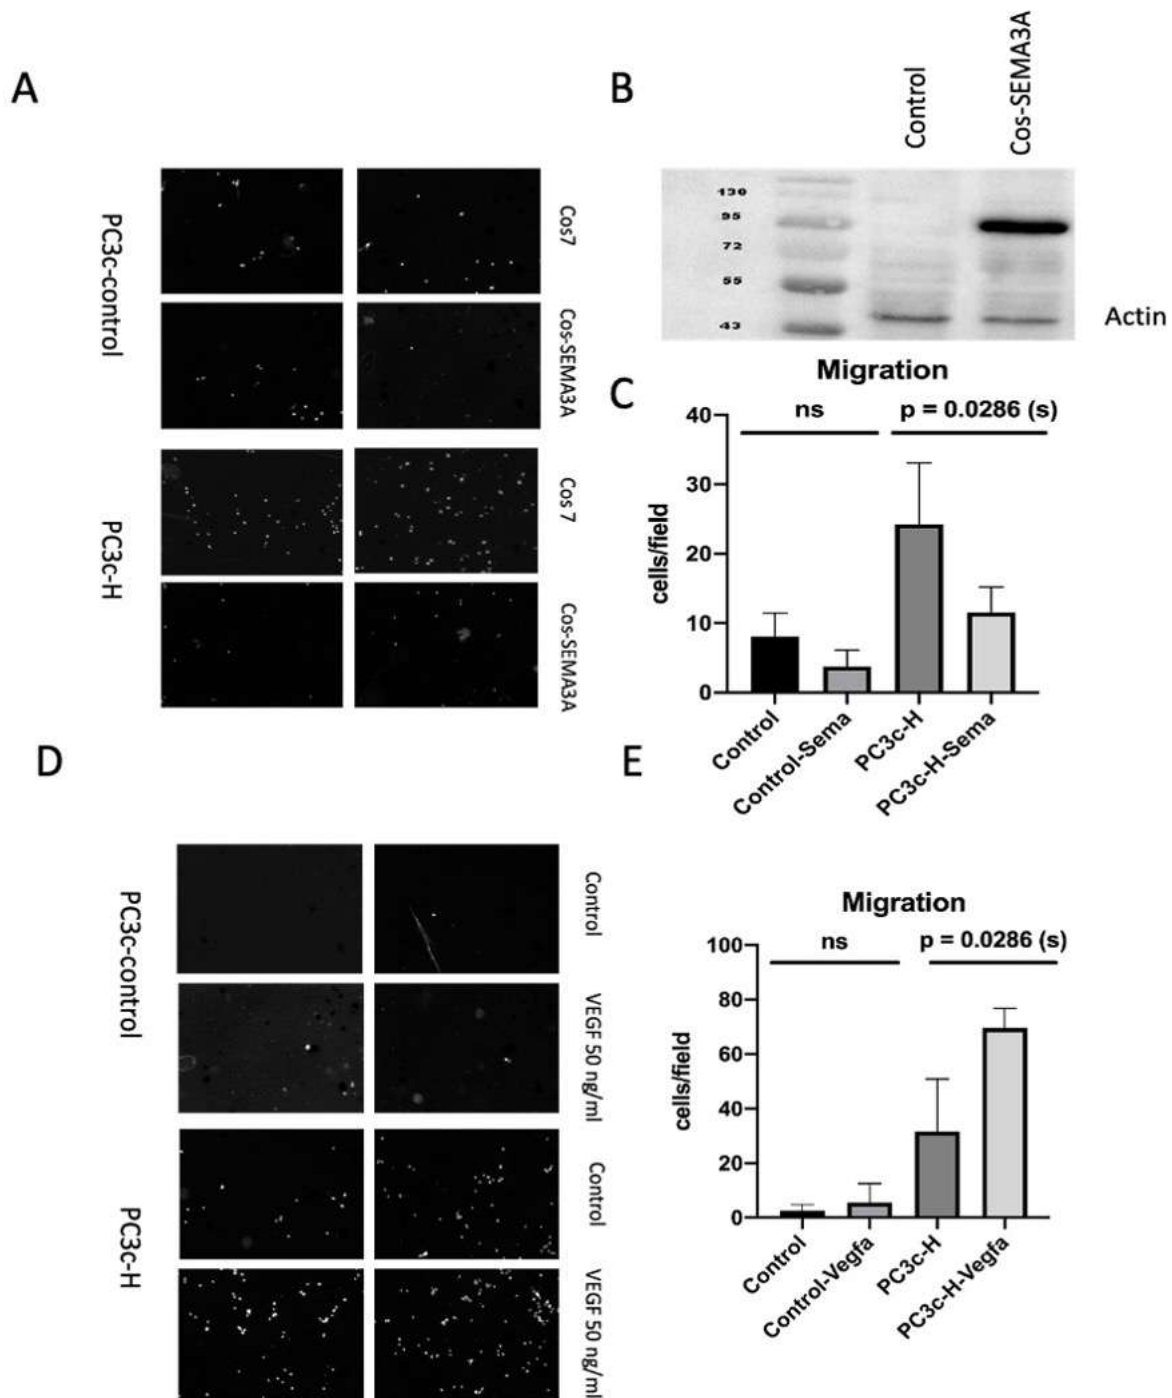 A
PC3c-control
Cos7
Cos-SEMA3A
PC3c-H
Cos 7
Cos-SEMA3A
B
Control
Cos-SEMA3A
130
95
72
55
43
Actin
C
Migration
ns
p = 0.0286 (s)
40
30
20
10
0
cells/field
Control
Control-Sema
PC3c-H
PC3c-H-Sema
D
PC3c-control
Control
VEGF 50 ng/ml
PC3c-H
Control
VEGF 50 ng/ml
E
Migration
ns
p = 0.0286 (s)
100
80
60
40
20
0
cells/field
Control
Control-Vegfa
PC3c-H
PC3c-H-Vegfa